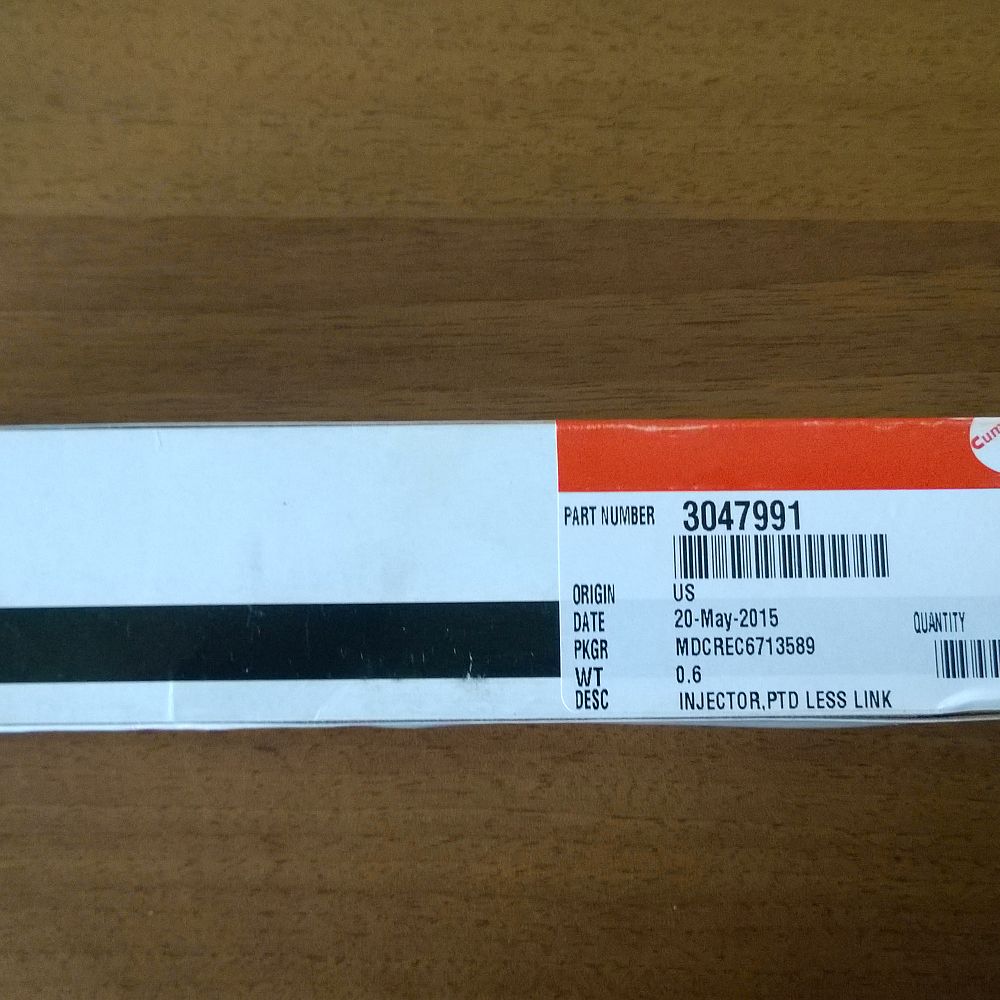 PART NUMBER 3047991
ORIGIN US
DATE 20-May-2015
QUANTITY
PKGR MDCREC6713589
WT 0.6
DESC INJECTOR,PTD LESS LINK